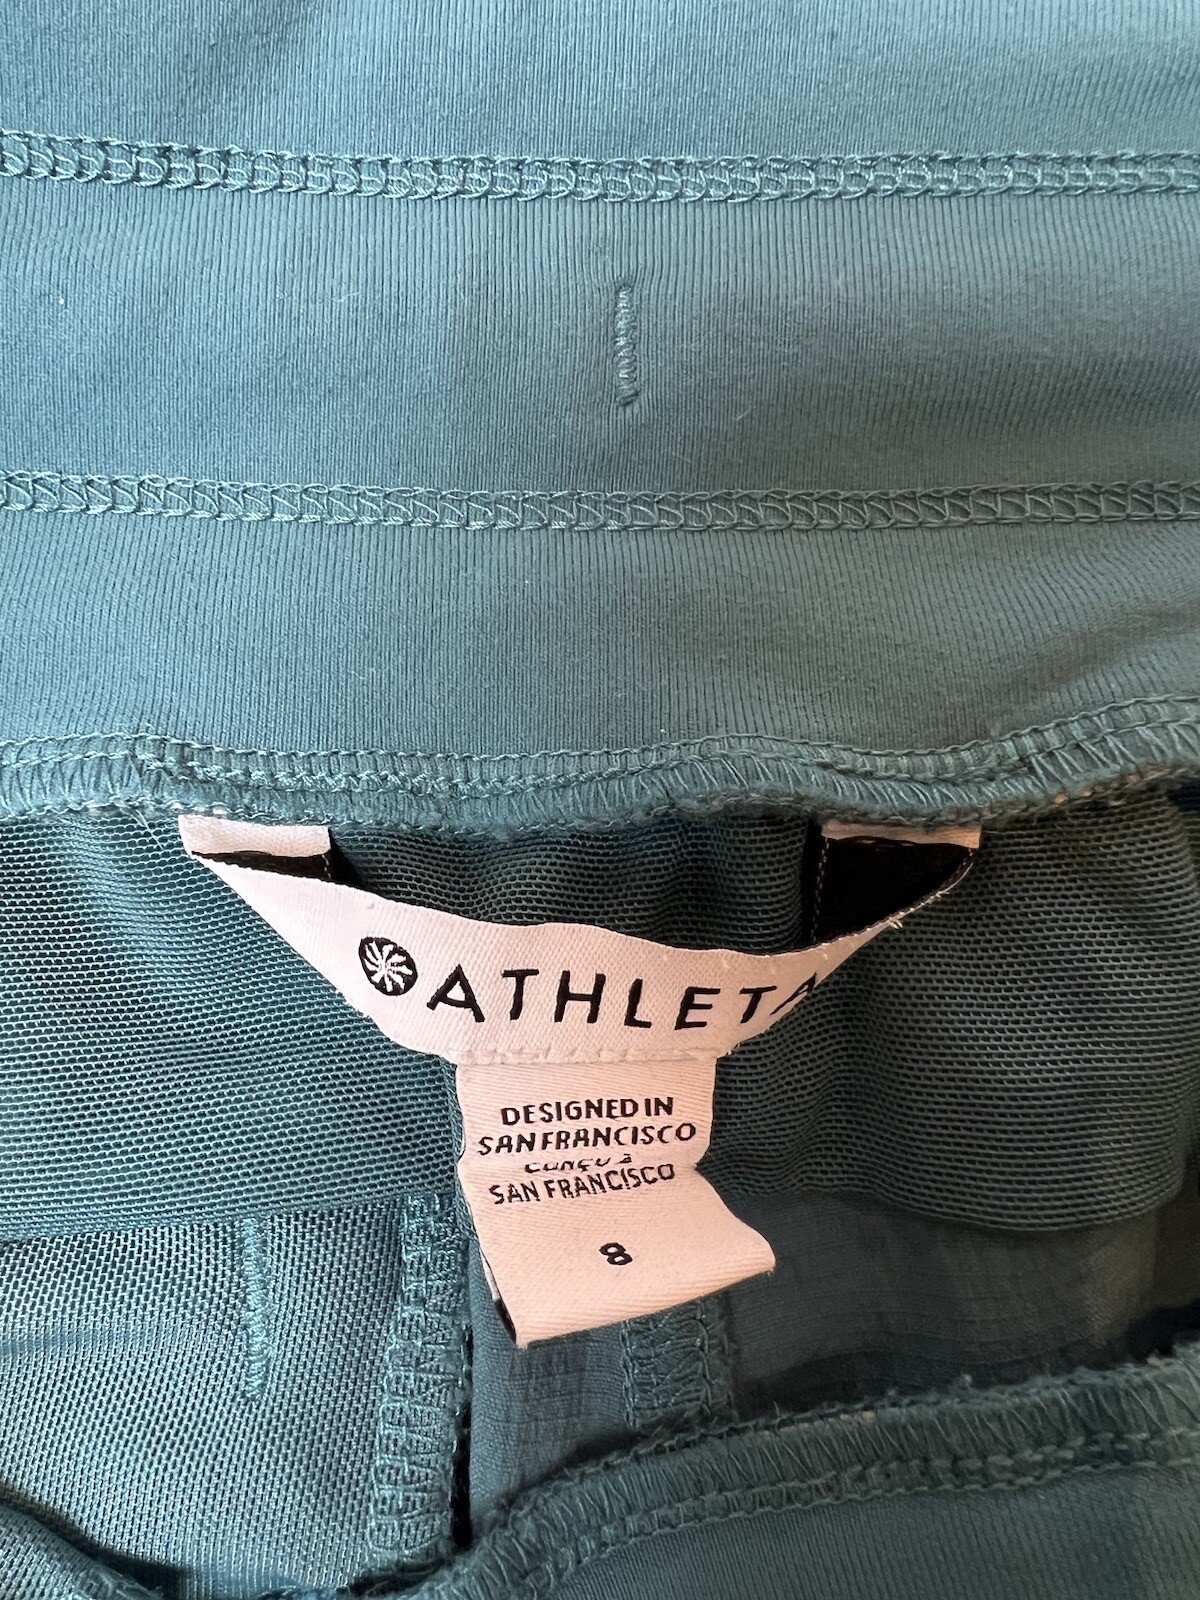 ATHLETA
DESIGNED IN
SAN FRANCISCO
CONÇU À
SAN FRANCISCO
8